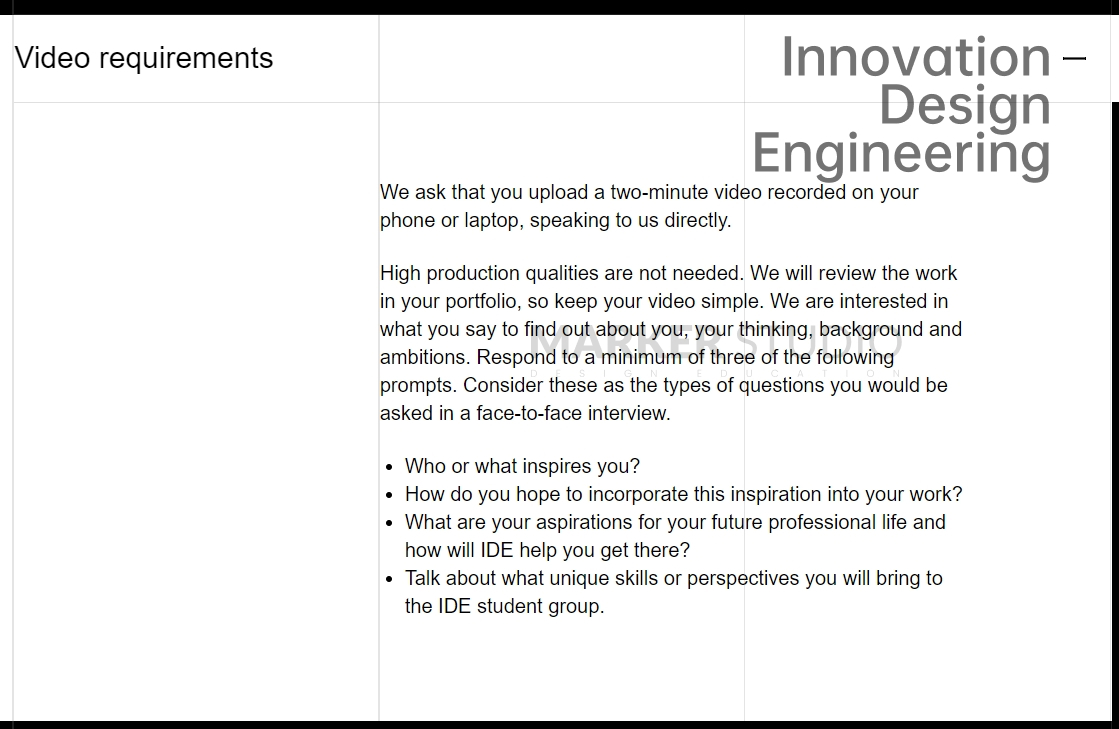 Video requirements
Innovation
Design
Engineering
We ask that you upload a two-minute video recorded on your
phone or laptop, speaking to us directly.
High production qualities are not needed. We will review the work
in your portfolio, so keep your video simple. We are interested in
what you say to find out about you, your thinking, background and
ambitions. Respond to a minimum of three of the following
prompts. Consider these as the types of questions you would be
asked in a face-to-face interview.
MARKER STUDIO
DESIGN EDUCATION
• Who or what inspires you?
• How do you hope to incorporate this inspiration into your work?
• What are your aspirations for your future professional life and
how will IDE help you get there?
• Talk about what unique skills or perspectives you will bring to
the IDE student group.